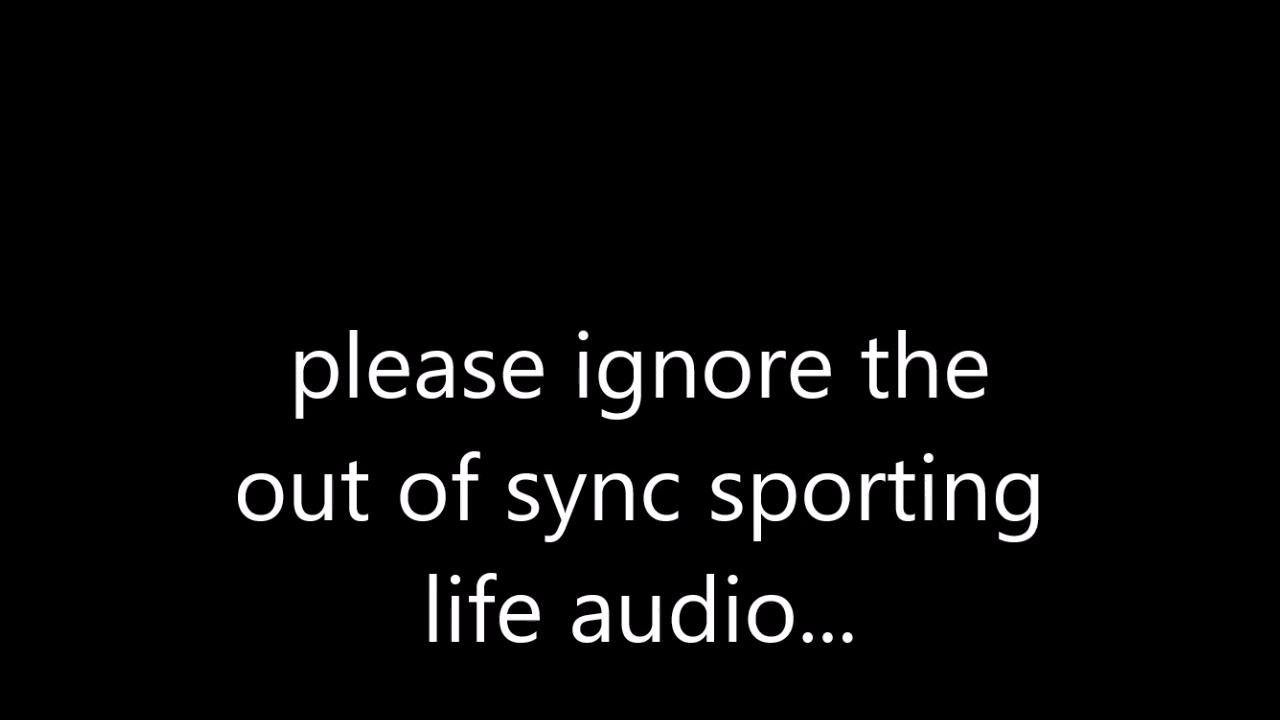 please ignore the
out of sync sporting
life audio...